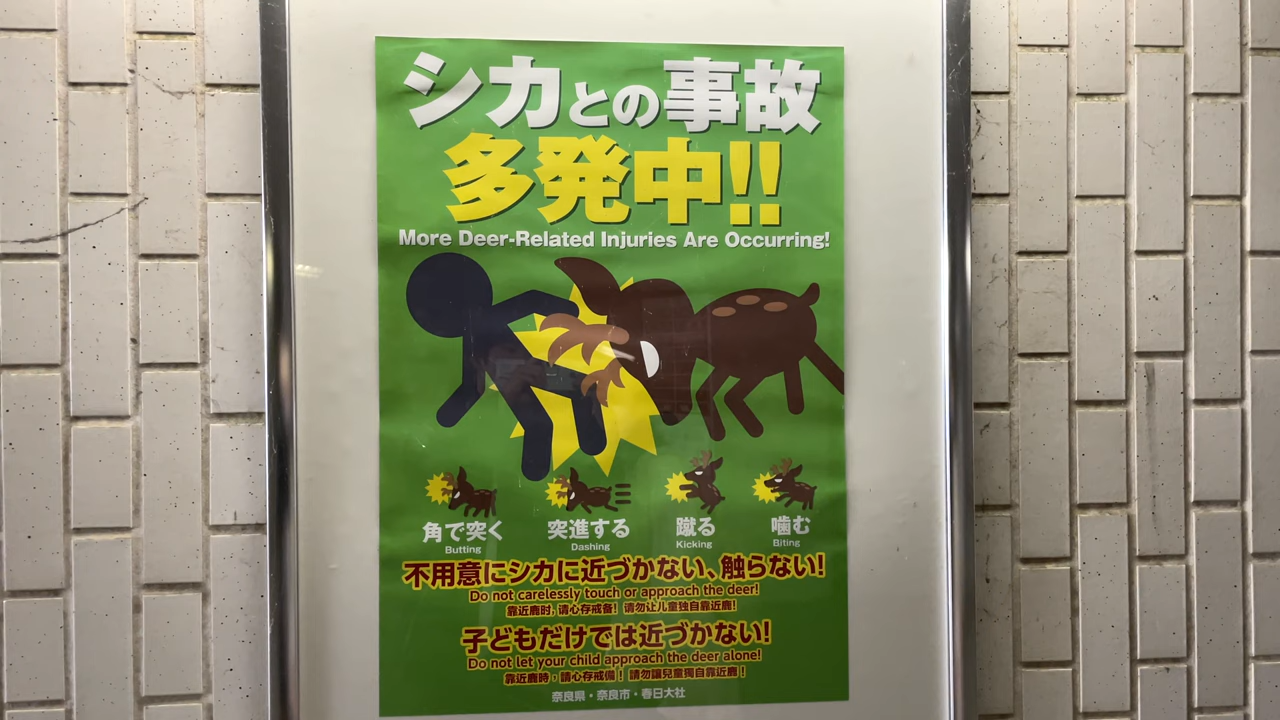 シカとの事故
多発中!!
More Deer-Related Injuries Are Occurring!
角で突く 突進する 蹴る 噛む
Butting Dashing Kicking Biting
不用意にシカに近づかない、触らない!
Do not carelessly touch or approach the deer!
靠近鹿时，请心存戒备！请勿让儿童独自靠近鹿！
子どもだけでは近づかない!
Do not let your child approach the deer alone!
靠近鹿時，請心存戒備！請勿讓兒童獨自靠近鹿！
奈良県・奈良市・春日大社